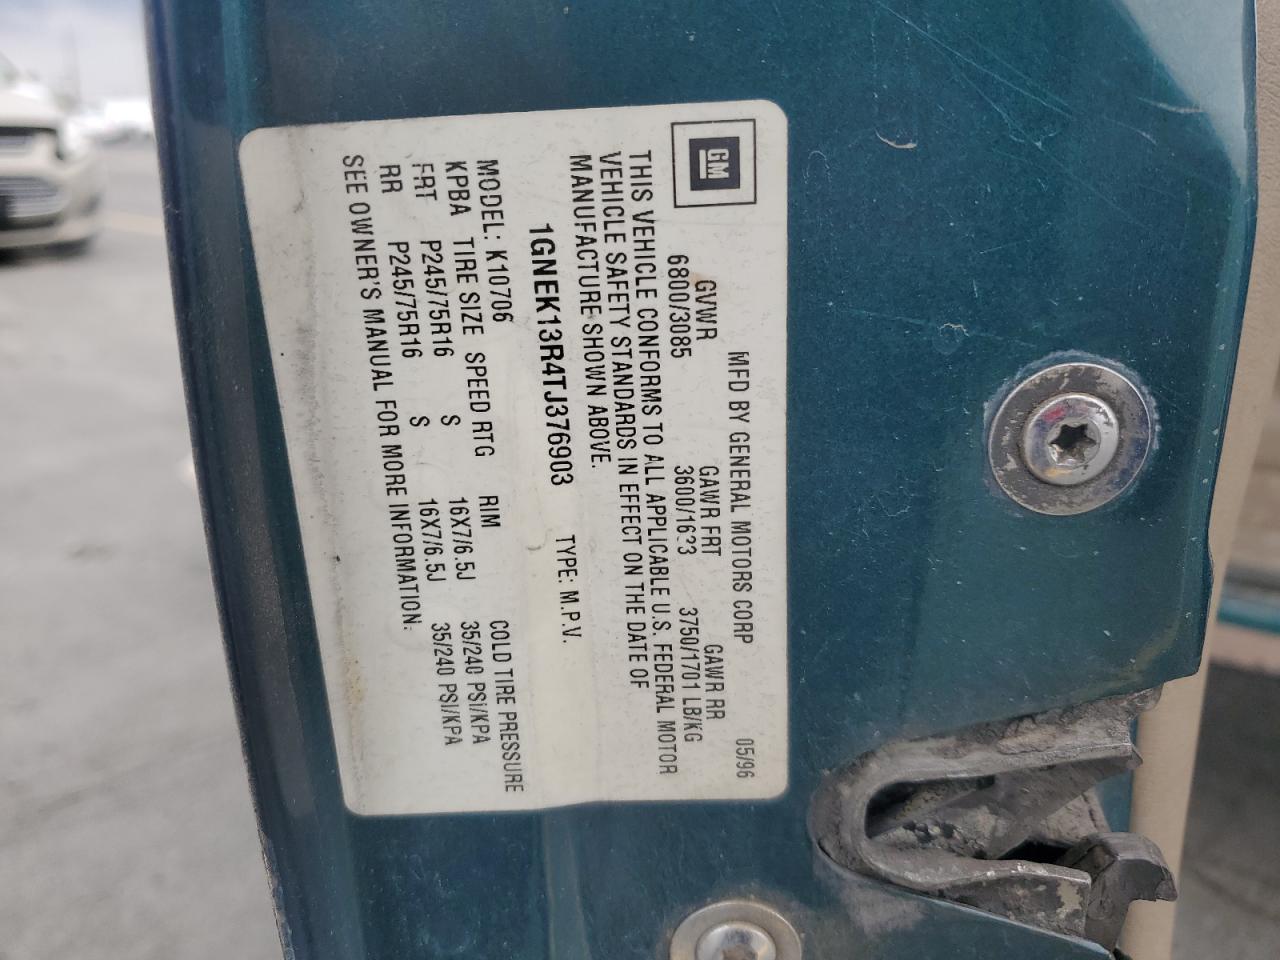 GM
MFD BY GENERAL MOTORS CORP 05/96
GVWR GAWR FRT GAWR RR
6800/3085 3600/1633 3750/1701 LB/KG
THIS VEHICLE CONFORMS TO ALL APPLICABLE U.S. FEDERAL MOTOR
VEHICLE SAFETY STANDARDS IN EFFECT ON THE DATE OF
MANUFACTURE SHOWN ABOVE.
1GNEK13R4TJ376903 TYPE: M.P.V.
MODEL: K10706
KPBA TIRE SIZE SPEED RTG RIM COLD TIRE PRESSURE
FRT P245/75R16 S 16X7/6.5J 35/240 PSI/KPA
RR P245/75R16 S 16X7/6.5J 35/240 PSI/KPA
SEE OWNER'S MANUAL FOR MORE INFORMATION.